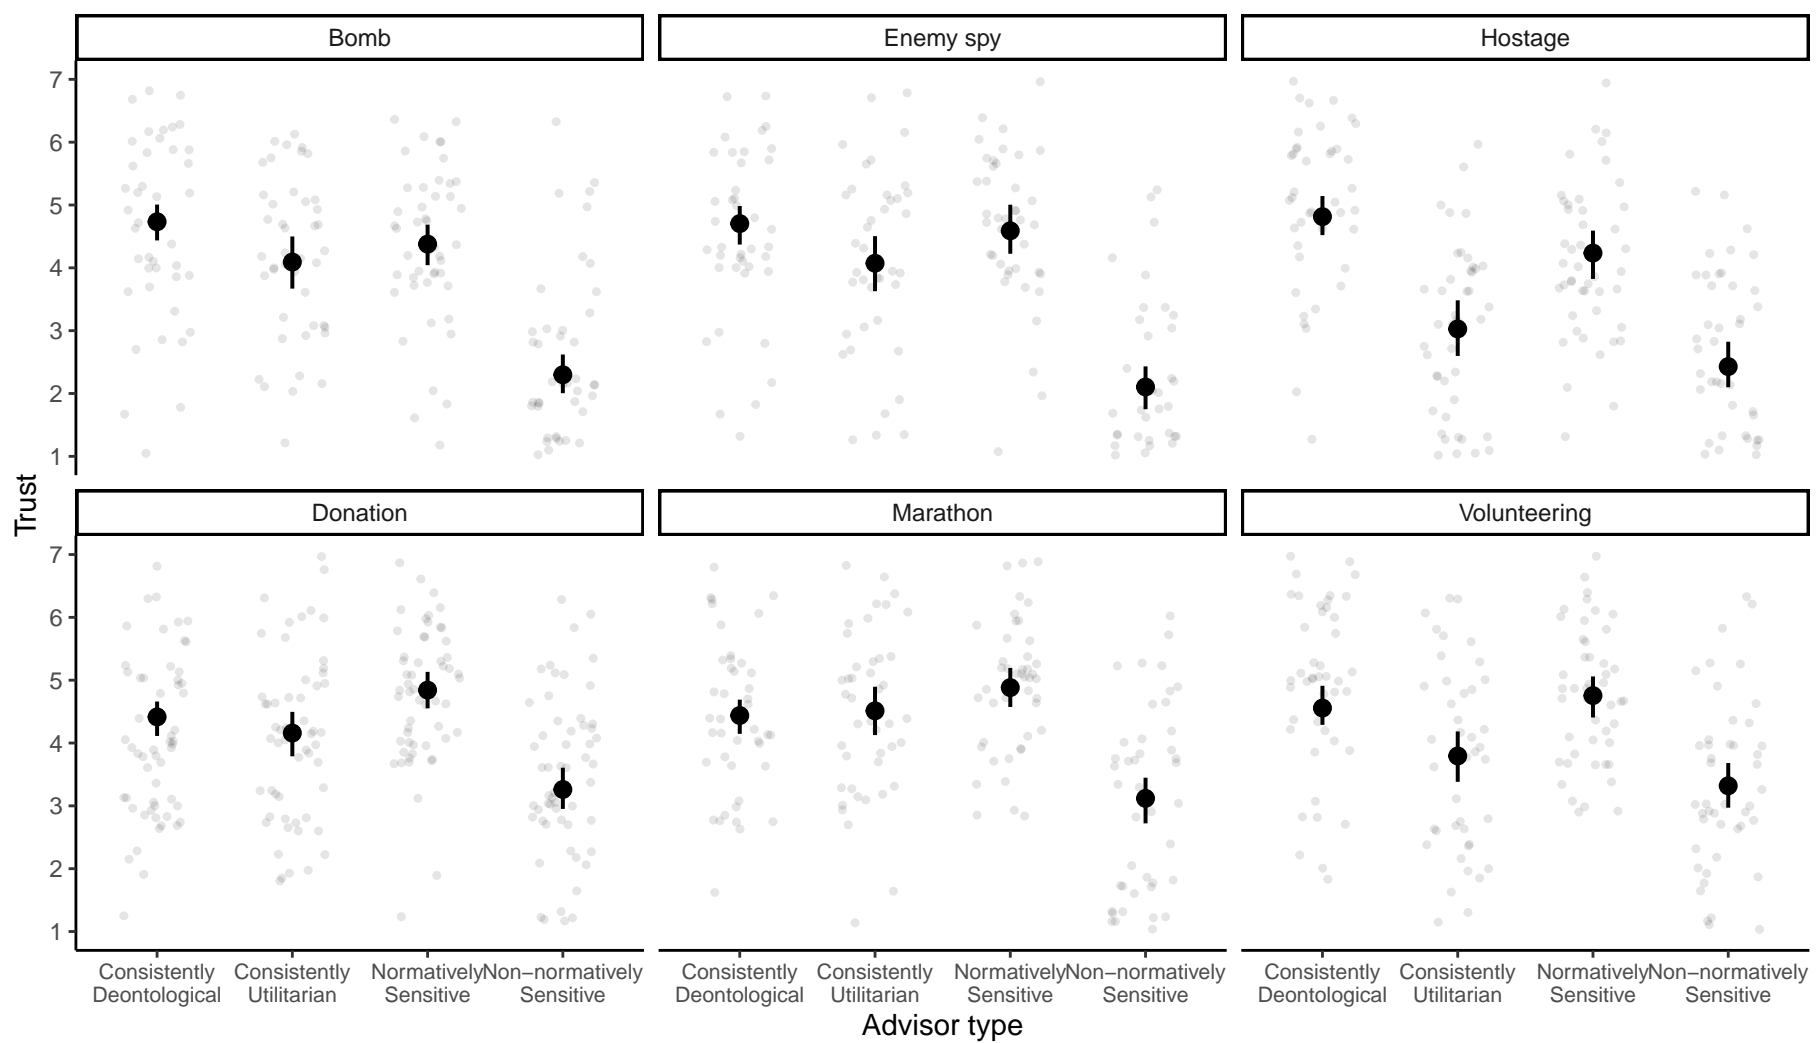 Bomb
Enemy spy
Hostage
7
6
5
4
3
2
1
Trust
Donation
Marathon
Volunteering
7
6
5
4
3
2
1
Consistently Deontological
Consistently Utilitarian
Normatively Sensitive
Non−normatively Sensitive
Consistently Deontological
Consistently Utilitarian
Normatively Sensitive
Non−normatively Sensitive
Consistently Deontological
Consistently Utilitarian
Normatively Sensitive
Non−normatively Sensitive
Advisor type